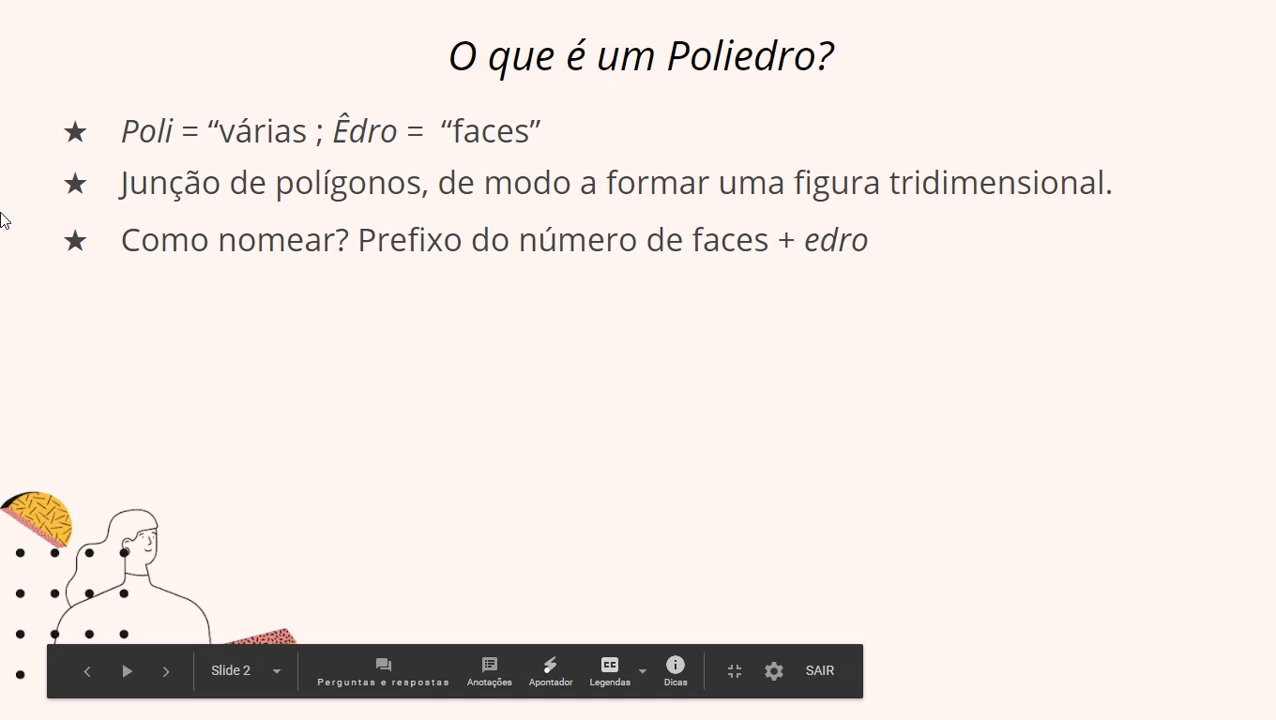 O que é um Poliedro?
★ Poli = “várias ; Êdro = “faces”
★ Junção de polígonos, de modo a formar uma figura tridimensional.
★ Como nomear? Prefixo do número de faces + edro
Slide 2
Perguntas e respostas
Anotações
Apontador
CC
Legendas
Dicas
SAIR